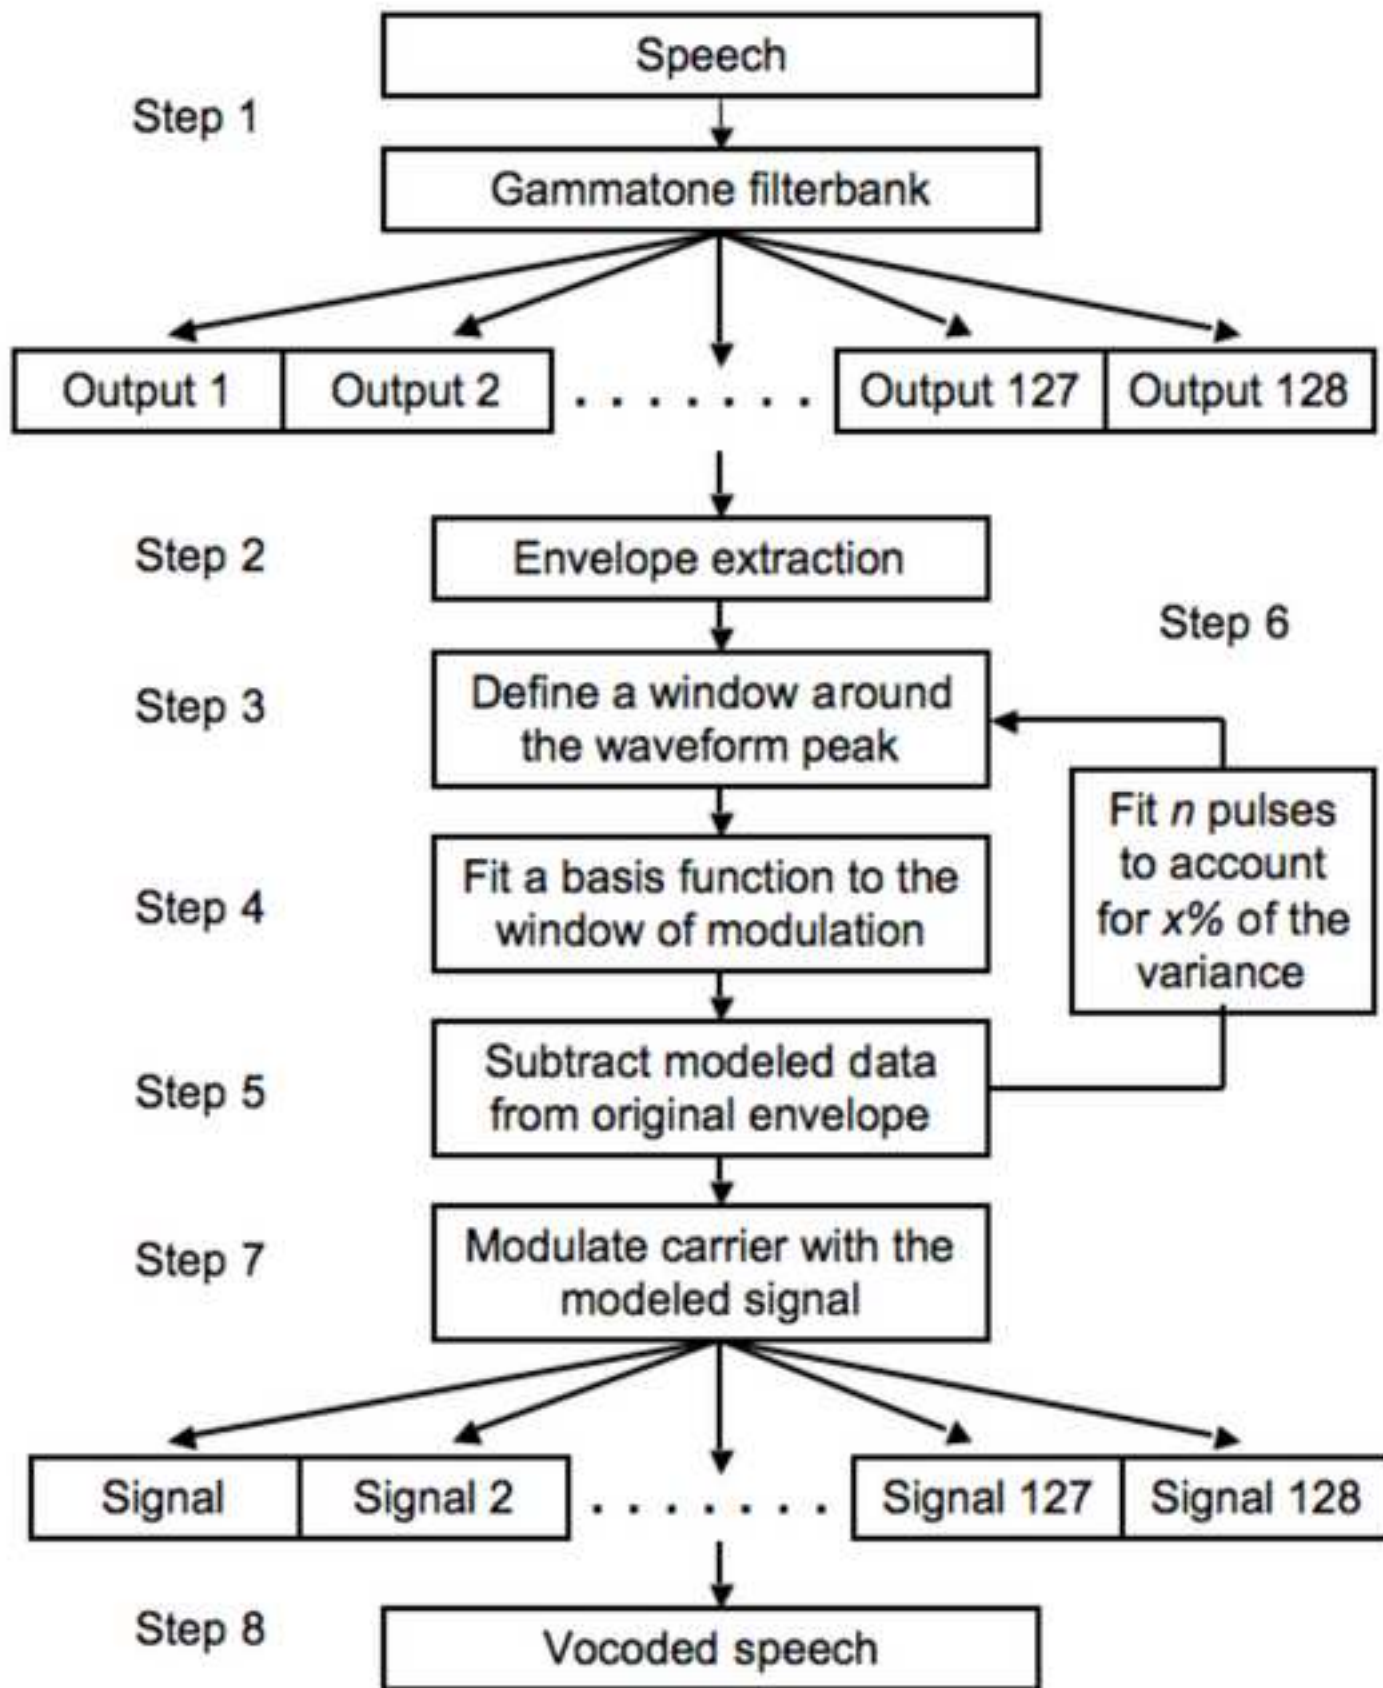 Speech
Step 1
Gammatone filterbank
Output 1 Output 2 . . . . . . . Output 127 Output 128
Step 2
Envelope extraction
Step 6
Step 3
Define a window around
the waveform peak
Fit n pulses
to account
for x% of the
variance
Step 4
Fit a basis function to the
window of modulation
Step 5
Subtract modeled data
from original envelope
Step 7
Modulate carrier with the
modeled signal
Signal Signal 2 . . . . . . . Signal 127 Signal 128
Step 8
Vocoded speech